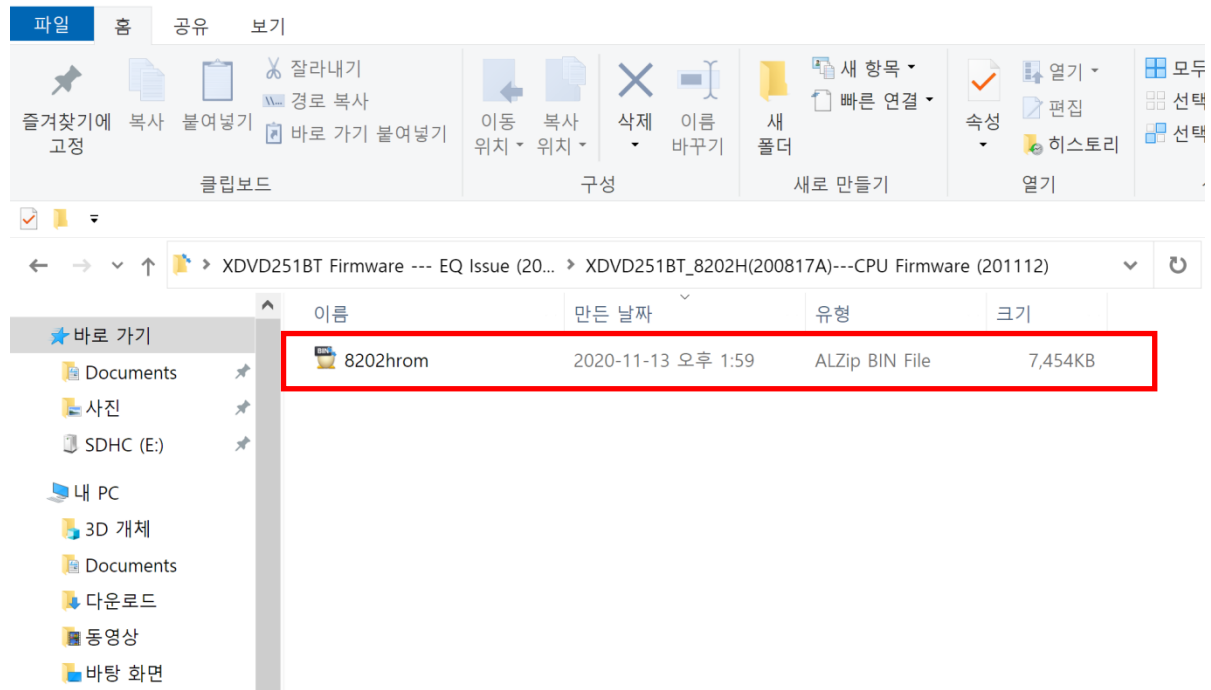 파일 홈 공유 보기
즐겨찾기에 고정
복사
붙여넣기
잘라내기
경로 복사
바로 가기 붙여넣기
이동 위치
복사 위치
삭제
이름 바꾸기
새 폴더
새 항목
빠른 연결
속성
열기
편집
히스토리
모두
선택
선택
클립보드 구성 새로 만들기 열기
XDVD251BT Firmware --- EQ Issue (20... XDVD251BT_8202H(200817A)---CPU Firmware (201112)
이름 만든 날짜 유형 크기
BIN 8202hrom 2020-11-13 오후 1:59 ALZip BIN File 7,454KB
바로 가기
Documents
사진
SDHC (E:)
내 PC
3D 개체
Documents
다운로드
동영상
바탕 화면